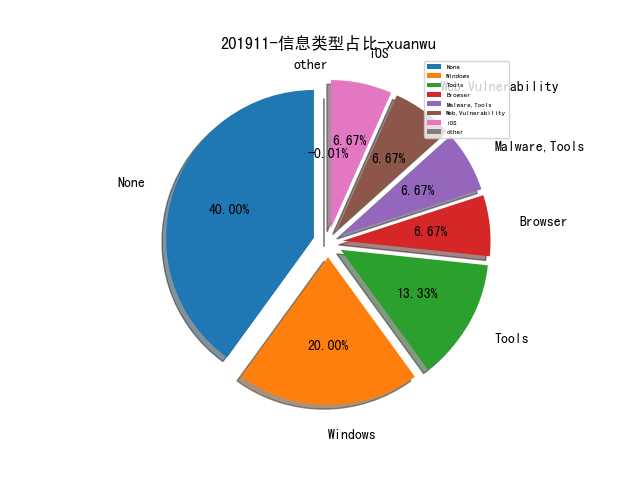 201911-信息类型占比-xuanwu
iOS
other
None
Windows
Tools
Browser
Malware,Tools
Web,Vulnerability
iOS
other
Web,Vulnerability
Malware,Tools
Browser
Tools
Windows
None
6.67%
-0.01%
6.67%
6.67%
6.67%
13.33%
20.00%
40.00%